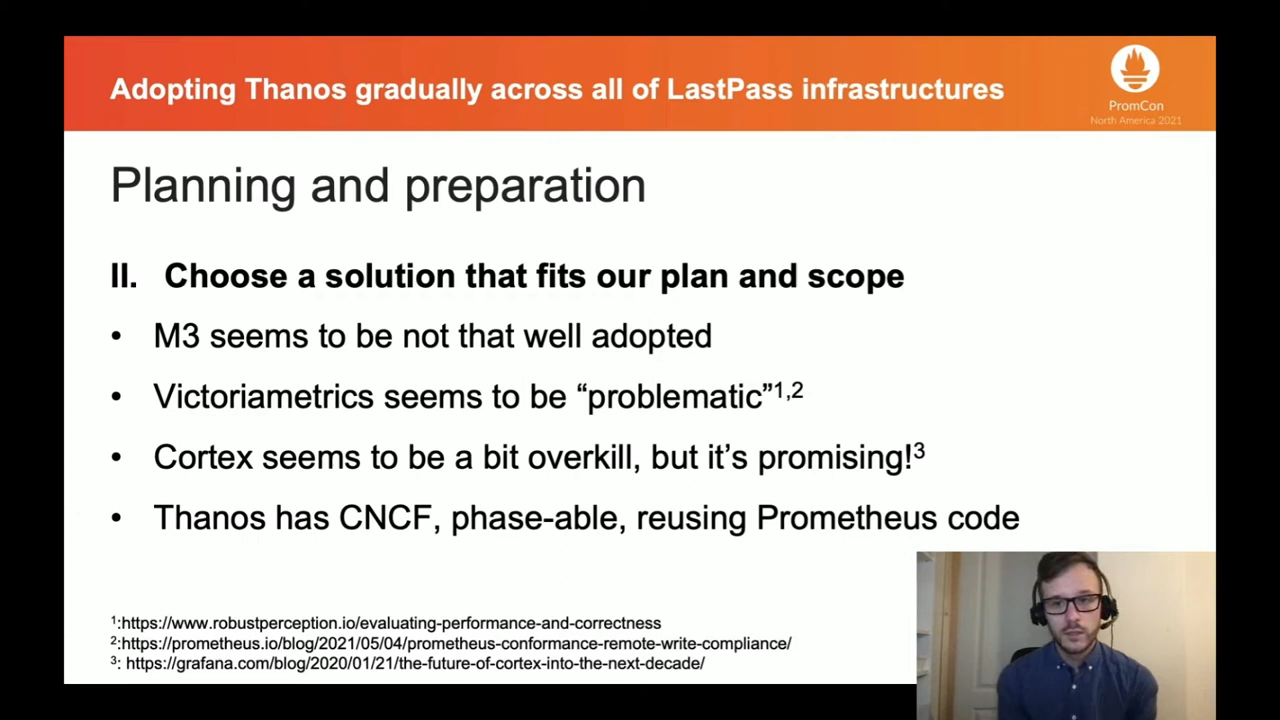 Adopting Thanos gradually across all of LastPass infrastructures
PromCon
North America 2021
Planning and preparation
II. Choose a solution that fits our plan and scope
• M3 seems to be not that well adopted
• Victoriametrics seems to be “problematic”1,2
• Cortex seems to be a bit overkill, but it’s promising!3
• Thanos has CNCF, phase-able, reusing Prometheus code
1:https://www.robustperception.io/evaluating-performance-and-correctness
2:https://prometheus.io/blog/2021/05/04/prometheus-conformance-remote-write-compliance/
3: https://grafana.com/blog/2020/01/21/the-future-of-cortex-into-the-next-decade/